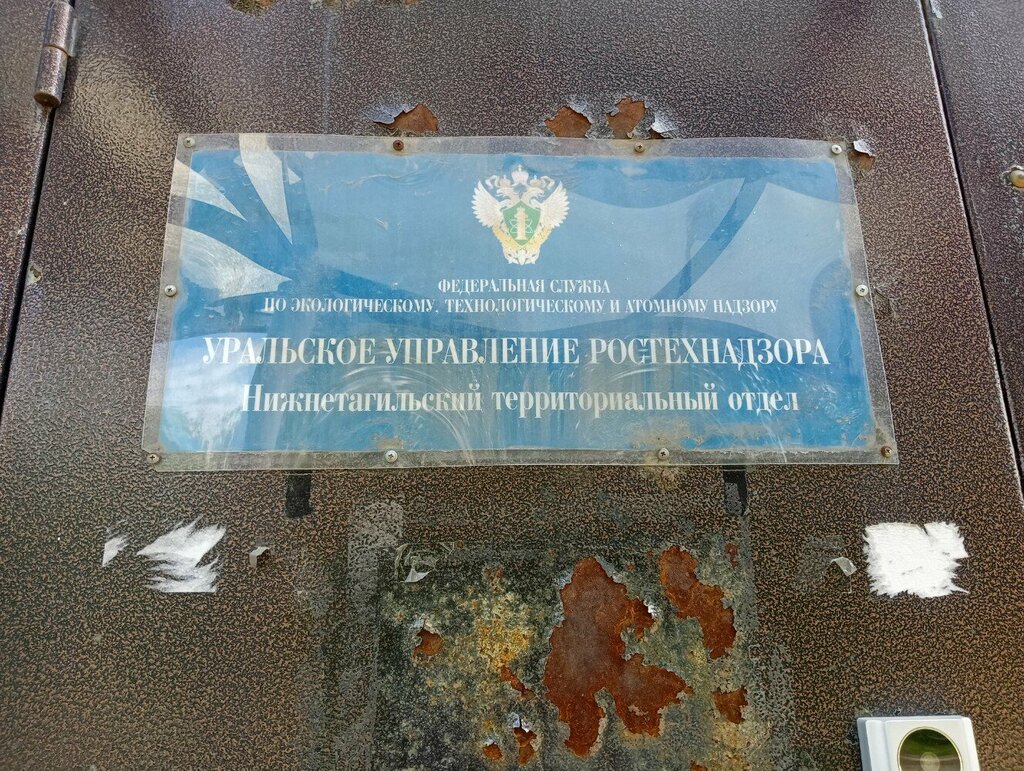 ФЕДЕРАЛЬНАЯ СЛУЖБА
ПО ЭКОЛОГИЧЕСКОМУ, ТЕХНОЛОГИЧЕСКОМУ И АТОМНОМУ НАДЗОРУ
УРАЛЬСКОЕ УПРАВЛЕНИЕ РОСТЕХНАДЗОРА
Нижнетагильский территориальный отдел